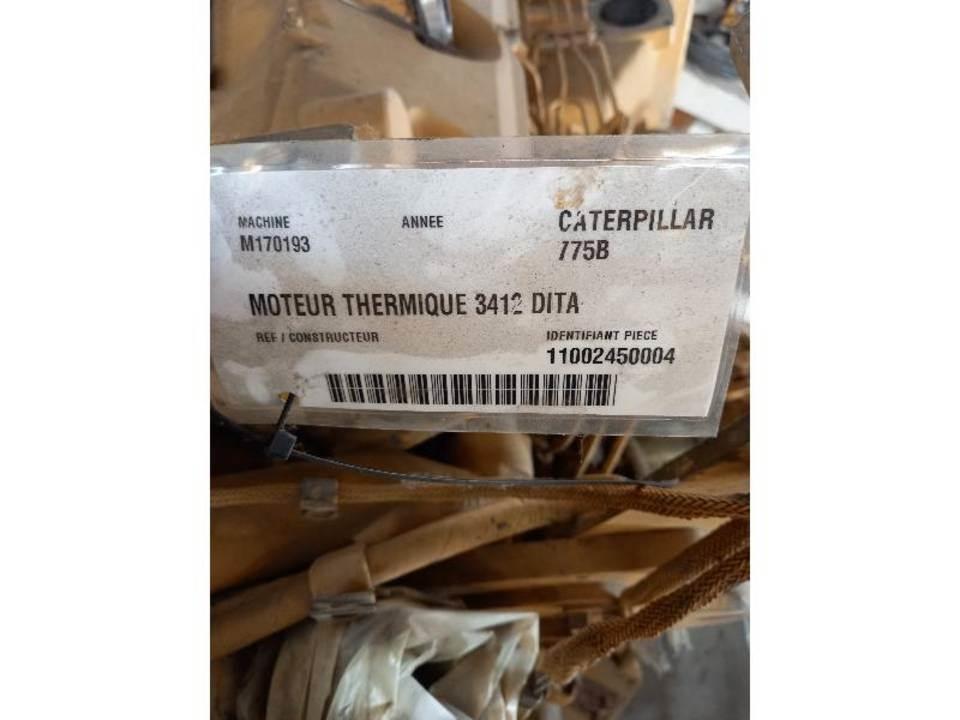 MACHINE ANNEE CATERPILLAR
M170193 775B
MOTEUR THERMIQUE 3412 DITA
REF / CONSTRUCTEUR IDENTIFIANT PIECE
11002450004